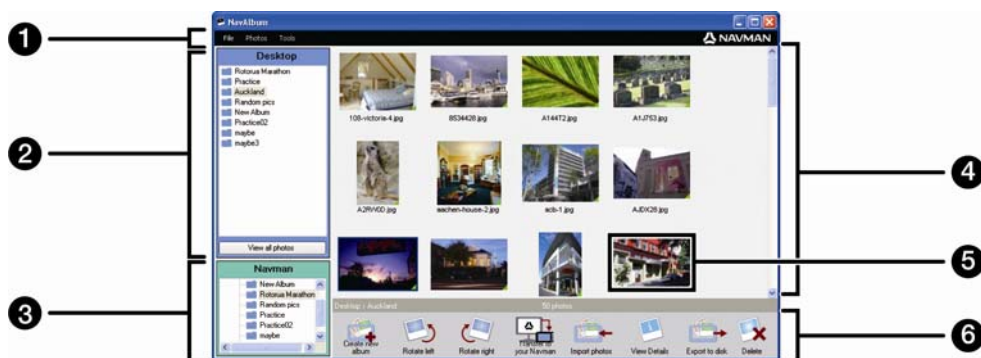 NavAlbum
File Photos Tools
NAVMAN
1
Desktop
Rotorua Marathon
Practice
Auckland
Random pics
New Album
Practice02
maybe
maybe3
2
View all photos
108-victoria-4.jpg 8534428.jpg A144T2.jpg A1J753.jpg
A2RW0D.jpg aachen-house-2.jpg acb-1.jpg AJDX26.jpg
4
5
Navman
New Album
Rotorua Marathon
Random pics
Practice
Practice02
maybe
3
Desktop : Auckland 50 photos
Create new album
Rotate left
Rotate right
Transfer to your Navman
Import photos
View Details
Export to disk
Delete
6